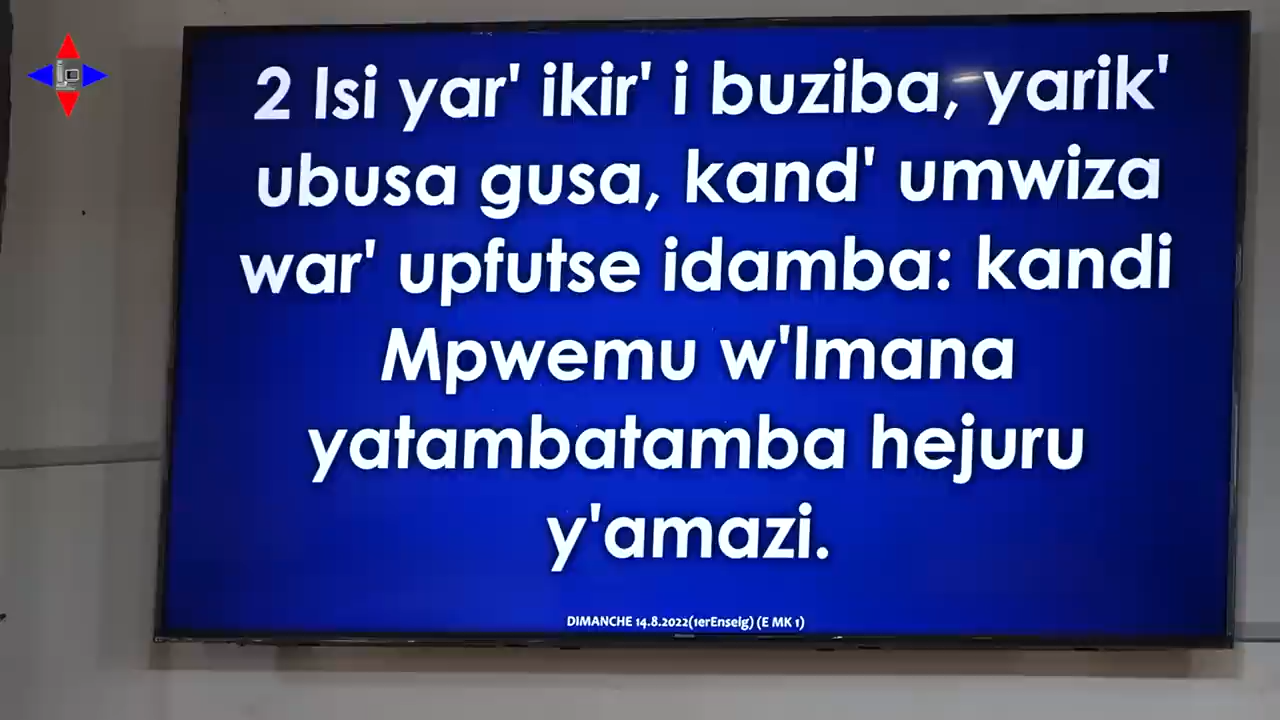 2 Isi yar' ikir' i buziba, yarik'
ubusa gusa, kand' umwiza
war' upfutse idamba: kandi
Mpwemu w'Imana
yatambatamba hejuru
y'amazi.
DIMANCHE 14.8.2022(1erEnseig) (E MK 1)